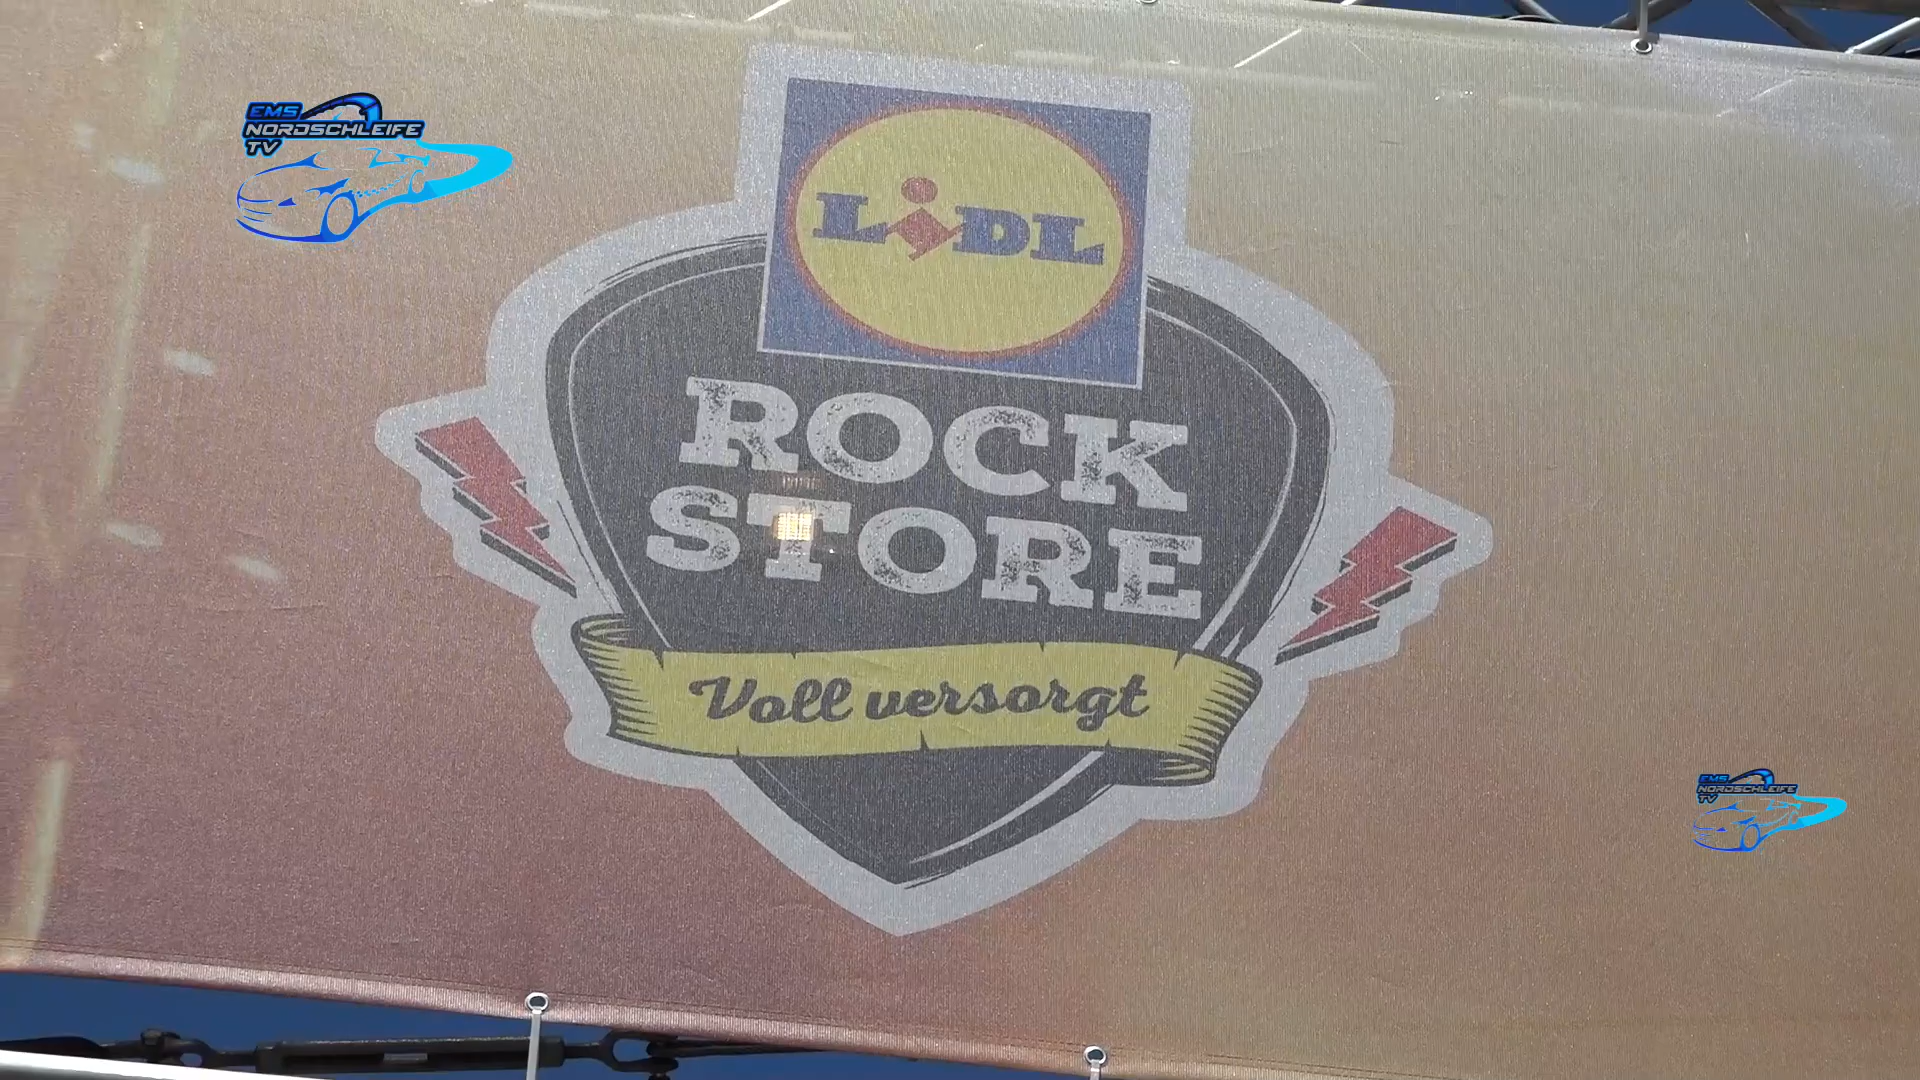 EMS
NORDSCHLEIFE
TV
LiDL
ROCK
STORE
Voll versorgt
EMS
NORDSCHLEIFE
TV